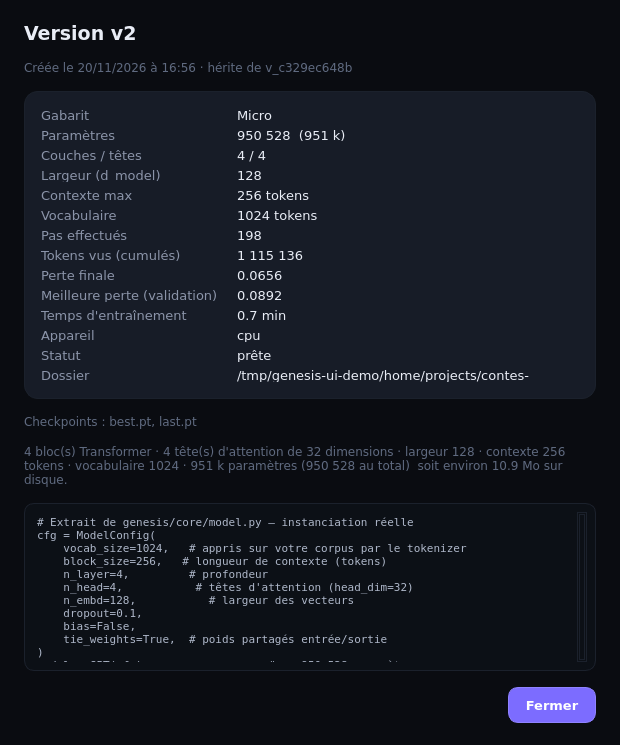 Version v2
Créée le 20/11/2026 à 16:56 · hérite de v_c329ec648b
Gabarit Micro
Paramètres 950 528 (951 k)
Couches / têtes 4 / 4
Largeur (d_model) 128
Contexte max 256 tokens
Vocabulaire 1024 tokens
Pas effectués 198
Tokens vus (cumulés) 1 115 136
Perte finale 0.0656
Meilleure perte (validation) 0.0892
Temps d'entraînement 0.7 min
Appareil cpu
Statut prête
Dossier /tmp/genesis-ui-demo/home/projects/contes-
Checkpoints : best.pt, last.pt
4 bloc(s) Transformer · 4 tête(s) d'attention de 32 dimensions · largeur 128 · contexte 256
tokens · vocabulaire 1024 · 951 k paramètres (950 528 au total) soit environ 10.9 Mo sur
disque.
# Extrait de genesis/core/model.py — instanciation réelle
cfg = ModelConfig(
    vocab_size=1024,   # appris sur votre corpus par le tokenizer
    block_size=256,   # longueur de contexte (tokens)
    n_layer=4,         # profondeur
    n_head=4,           # têtes d'attention (head_dim=32)
    n_embd=128,           # largeur des vecteurs
    dropout=0.1,
    bias=False,
    tie_weights=True,  # poids partagés entrée/sortie
)
Fermer